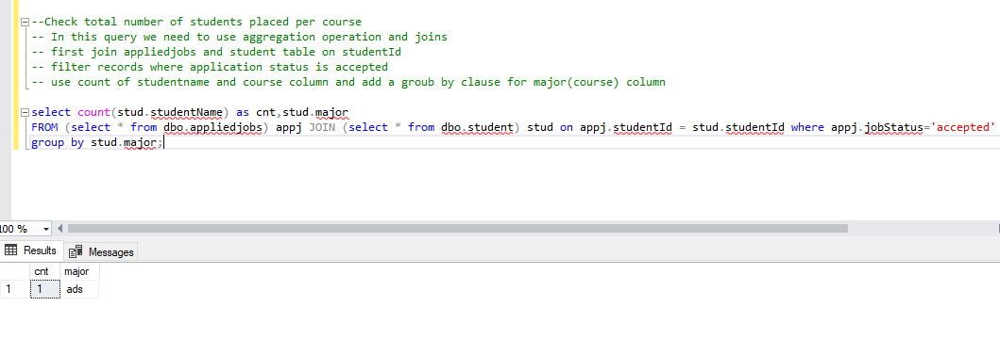 --Check total number of students placed per course
-- In this query we need to use aggregation operation and joins
-- first join appliedjobs and student table on studentId
-- filter records where application status is accepted
-- use count of studentname and course column and add a groub by clause for major(course) column
select count(stud.studentName) as cnt,stud.major
FROM (select * from dbo.appliedjobs) appj JOIN (select * from dbo.student) stud on appj.studentId = stud.studentId where appj.jobStatus='accepted'
group by stud.major;
100 %
Results Messages
cnt major
1 1 ads